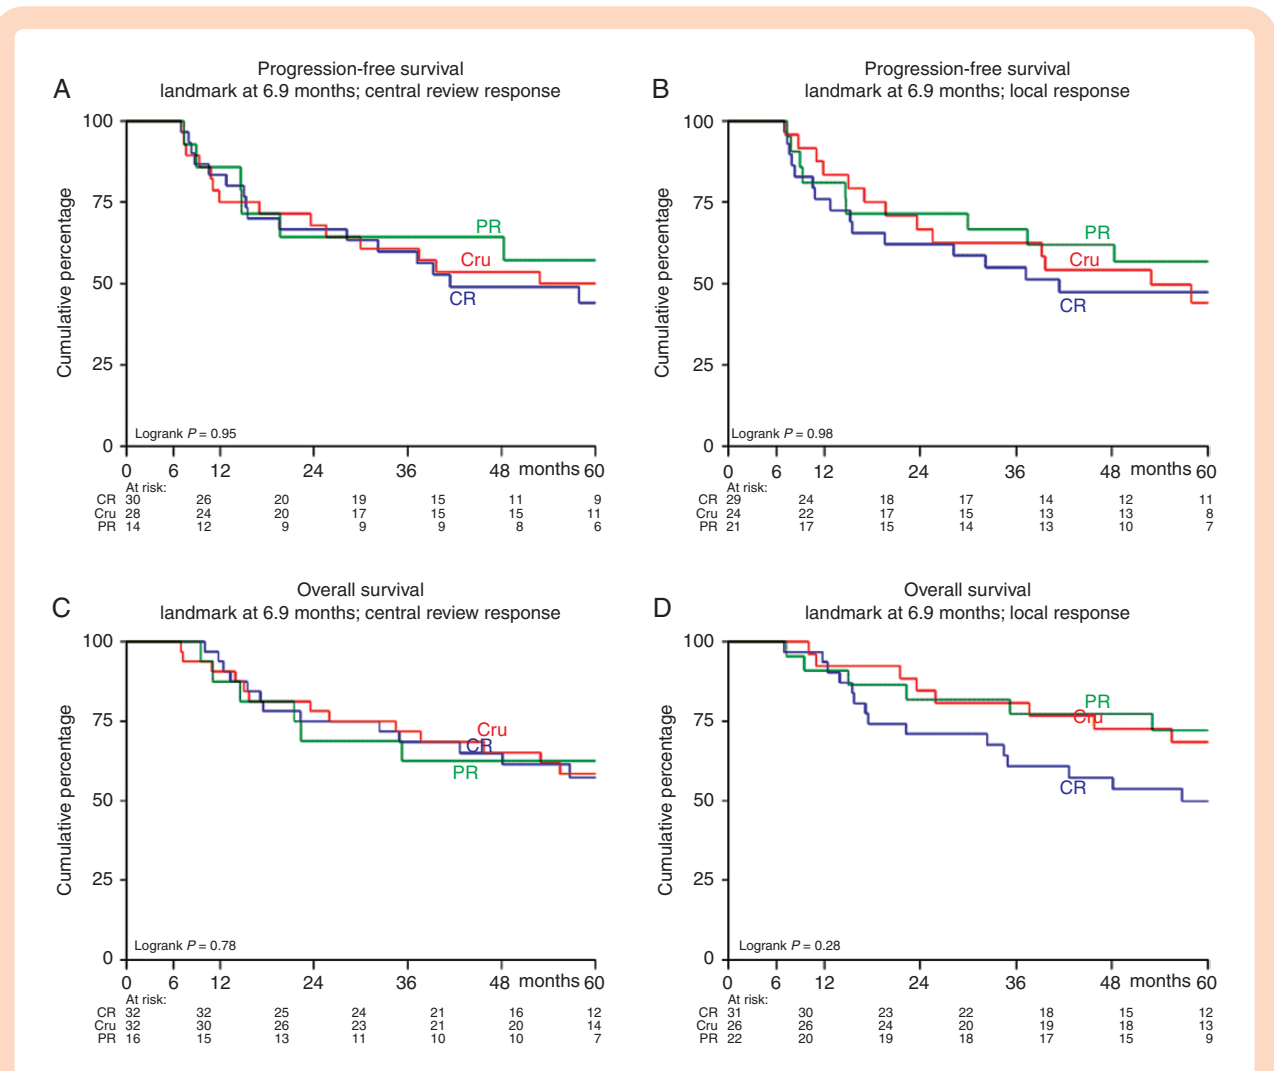 A
Progression-free survival
landmark at 6.9 months; central review response
Cumulative percentage
100
75
50
25
0
PR
Cru
CR
Logrank P = 0.95
0 6 12 24 36 48 months 60
At risk:
CR 30 26 20 19 15 11 9
Cru 28 24 20 17 15 15 11
PR 14 12 9 9 9 8 6
B
Progression-free survival
landmark at 6.9 months; local response
Cumulative percentage
100
75
50
25
0
PR
Cru
CR
Logrank P = 0.98
0 6 12 24 36 48 months 60
At risk:
CR 29 24 18 17 14 12 11
Cru 24 22 17 15 13 13 8
PR 21 17 15 14 13 10 7
C
Overall survival
landmark at 6.9 months; central review response
Cumulative percentage
100
75
50
25
0
Cru
CR
PR
Logrank P = 0.78
0 6 12 24 36 48 months 60
At risk:
CR 32 32 25 24 21 16 12
Cru 32 30 26 23 21 20 14
PR 16 15 13 11 10 10 7
D
Overall survival
landmark at 6.9 months; local response
Cumulative percentage
100
75
50
25
0
PR
Cru
CR
Logrank P = 0.28
0 6 12 24 36 48 months 60
At risk:
CR 31 30 23 22 18 15 12
Cru 26 26 24 20 19 18 13
PR 22 20 19 18 17 15 9